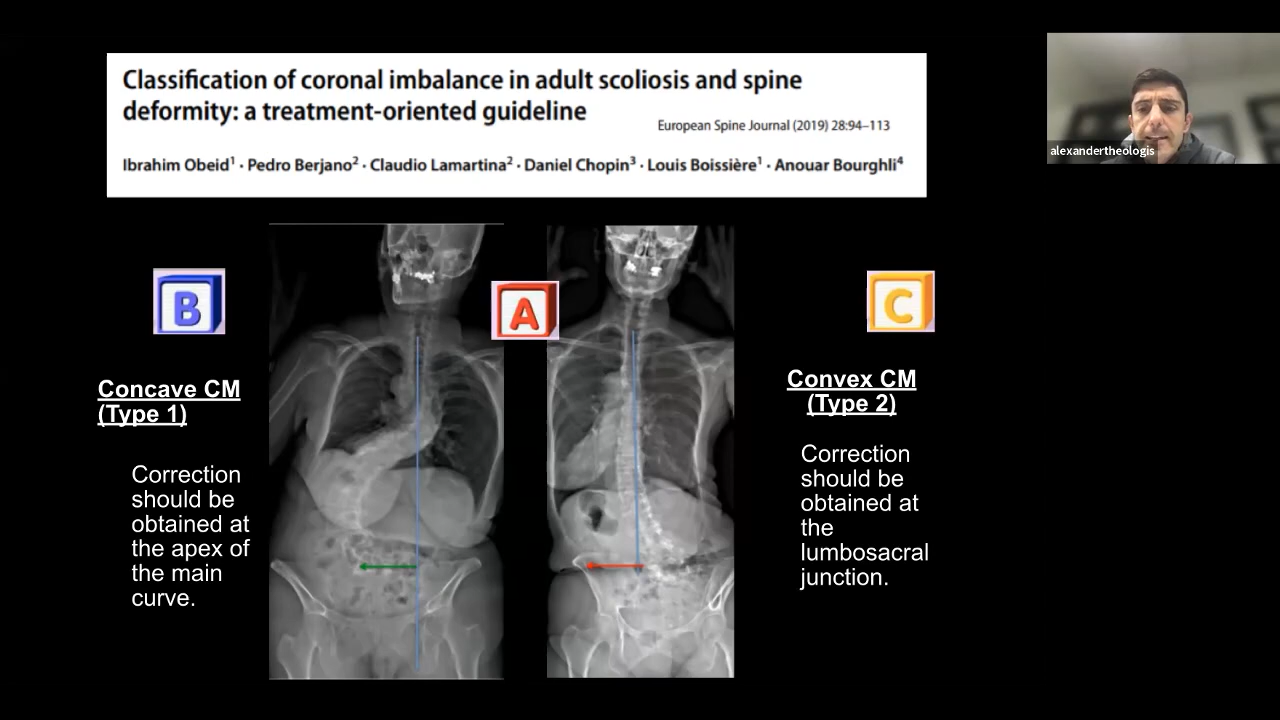 Classification of coronal imbalance in adult scoliosis and spine
deformity: a treatment-oriented guideline
European Spine Journal (2019) 28:94–113
Ibrahim Obeid1 · Pedro Berjano2 · Claudio Lamartina2 · Daniel Chopin3 · Louis Boissière1 · Anouar Bourghli4
alexandertheologis
B
A
C
Concave CM
(Type 1)
Correction
should be
obtained at
the apex of
the main
curve.
Convex CM
(Type 2)
Correction
should be
obtained at
the
lumbosacral
junction.